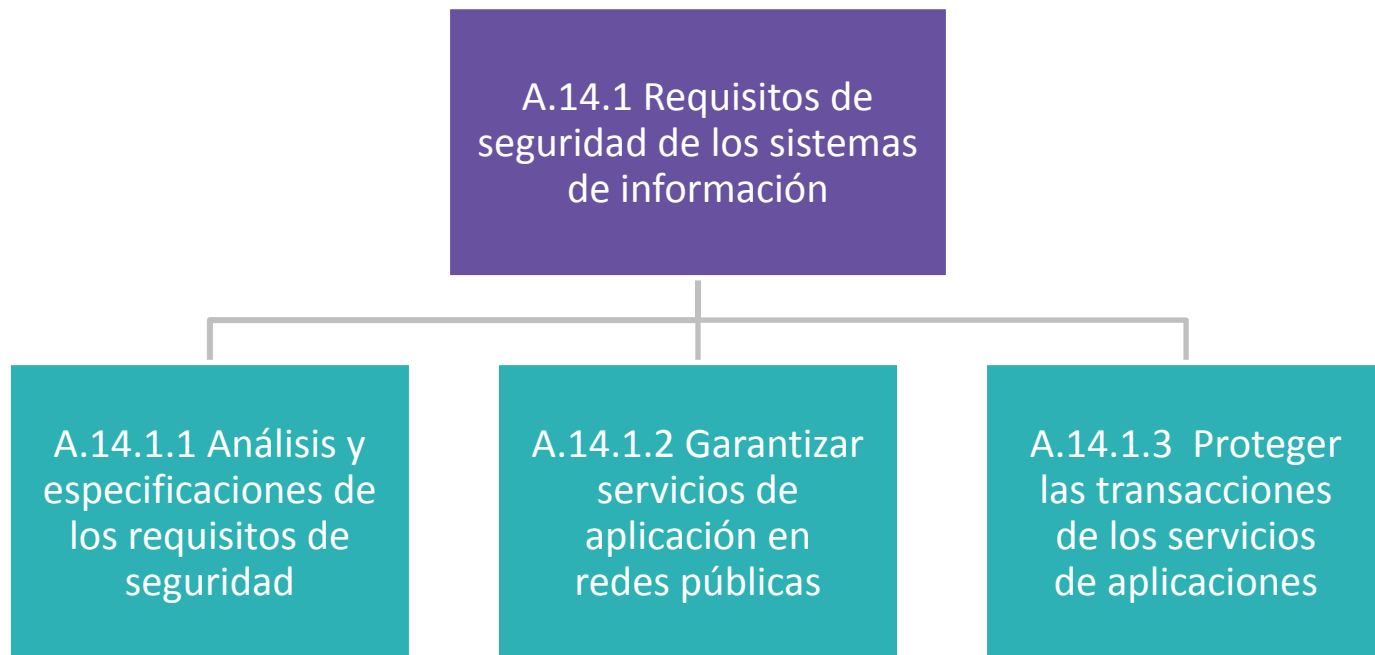 A.14.1 Requisitos de
seguridad de los sistemas
de información
A.14.1.1 Análisis y
especificaciones de
los requisitos de
seguridad
A.14.1.2 Garantizar
servicios de
aplicación en
redes públicas
A.14.1.3  Proteger
las transacciones
de los servicios
de aplicaciones